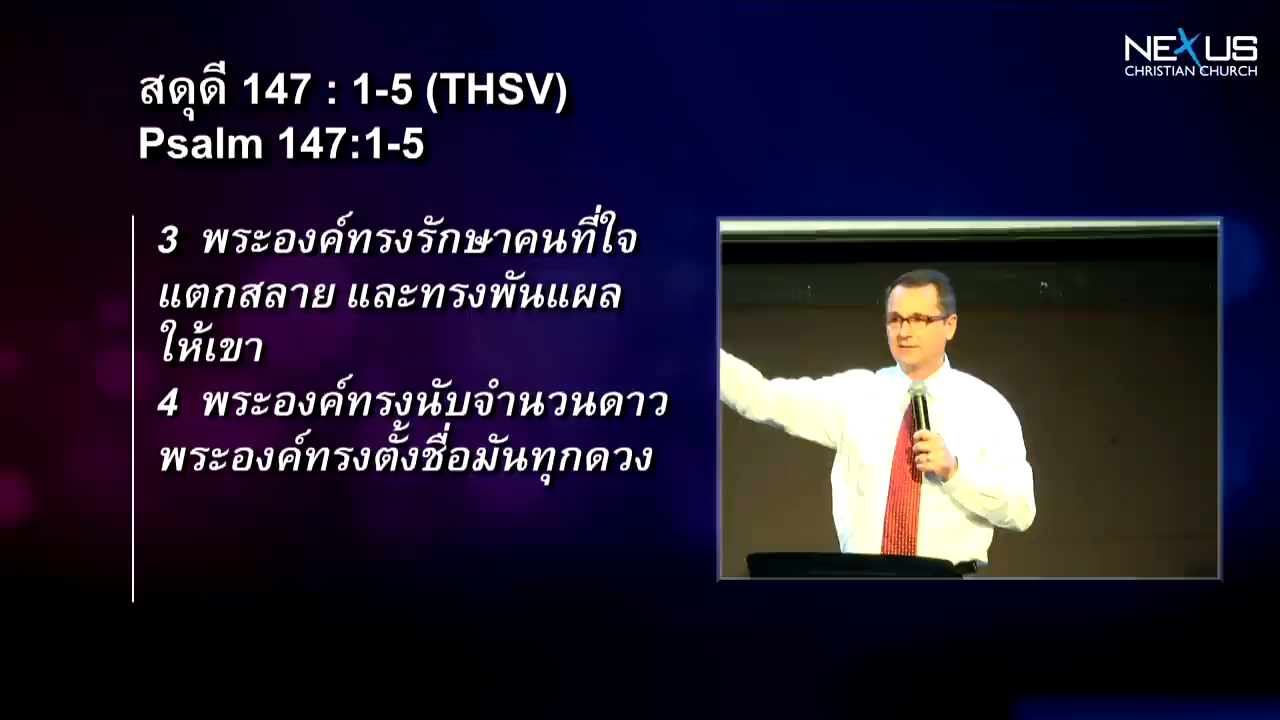 NEXUS
CHRISTIAN CHURCH
สดุดี 147 : 1-5 (THSV)
Psalm 147:1-5
3 พระองค์ทรงรักษาคนที่ใจ
แตกสลาย และทรงพันแผล
ให้เขา
4 พระองค์ทรงนับจำนวนดาว
พระองค์ทรงตั้งชื่อมันทุกดวง